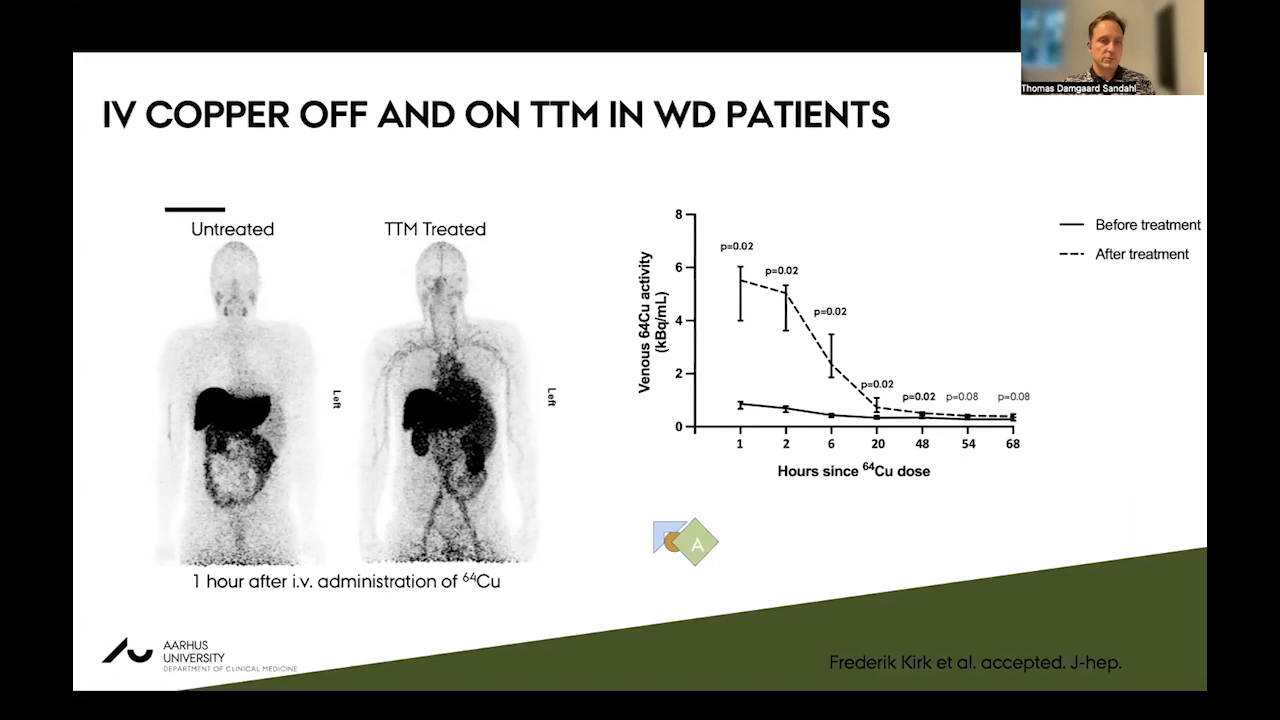 Thomas Damgaard Sandahl
IV COPPER OFF AND ON TTM IN WD PATIENTS
Untreated
TTM Treated
Left
Left
1 hour after i.v. administration of ⁶⁴Cu
Venous 64Cu activity
(kBq/mL)
8
6
4
2
0
p=0.02
p=0.02
p=0.02
p=0.02
p=0.02
p=0.08
p=0.08
1 2 6 20 48 54 68
Hours since ⁶⁴Cu dose
Before treatment
After treatment
A
AARHUS
UNIVERSITY
DEPARTMENT OF CLINICAL MEDICINE
Frederik Kirk et al. accepted. J-hep.